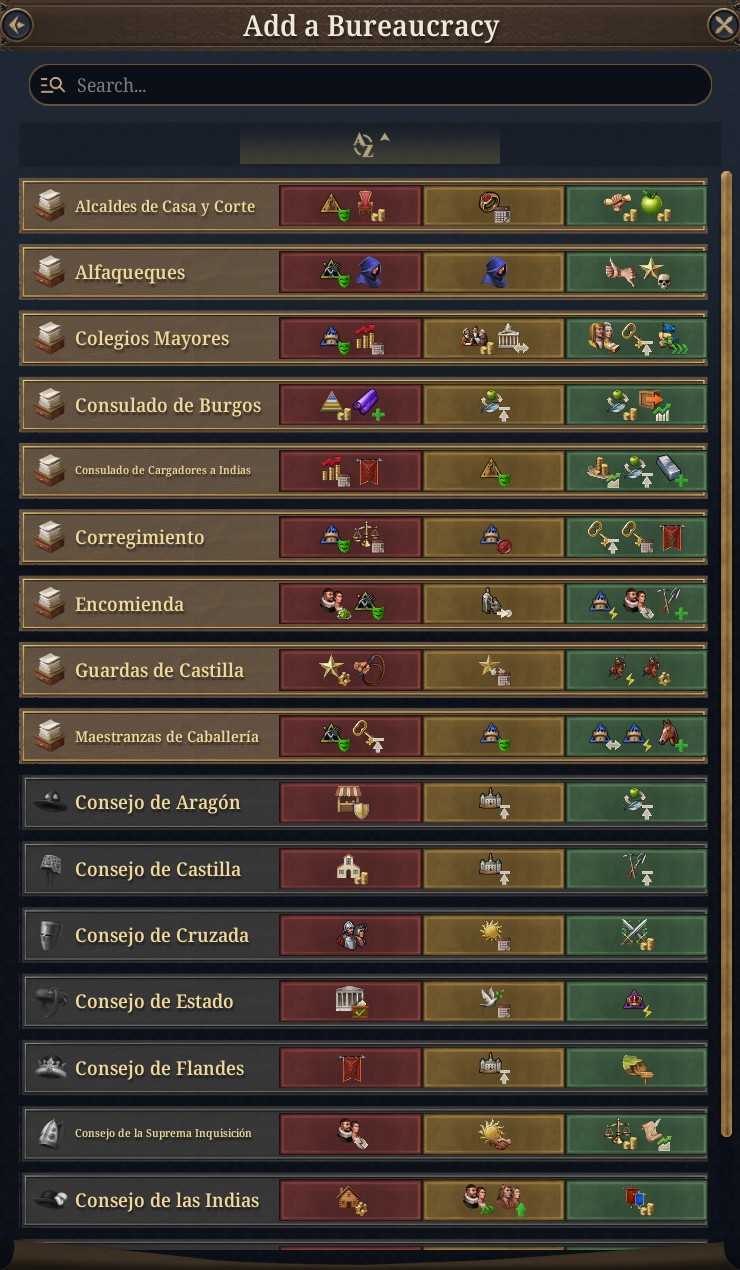 Add a Bureaucracy
Search...
Alcaldes de Casa y Corte
Alfaqueques
Colegios Mayores
Consulado de Burgos
Consulado de Cargadores a Indias
Corregimiento
Encomienda
Guardas de Castilla
Maestranzas de Caballería
Consejo de Aragón
Consejo de Castilla
Consejo de Cruzada
Consejo de Estado
Consejo de Flandes
Consejo de la Suprema Inquisición
Consejo de las Indias